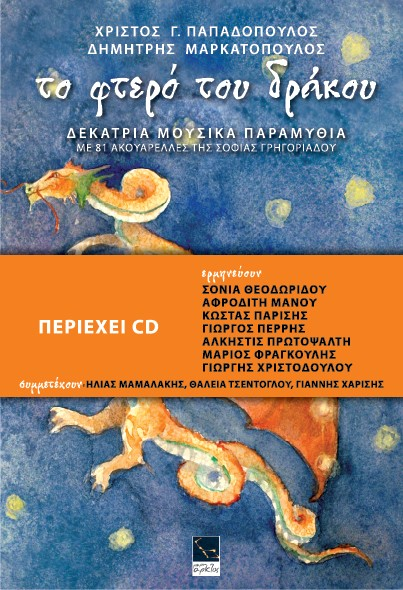 ΧΡΙΣΤΟΣ Γ. ΠΑΠΑΔΟΠΟΥΛΟΣ
ΔΗΜΗΤΡΗΣ ΜΑΡΚΑΤΟΠΟΥΛΟΣ
το φτερό του δράκου
ΔΕΚΑΤΡΙΑ ΜΟΥΣΙΚΑ ΠΑΡΑΜΥΘΙΑ
ΜΕ 81 ΑΚΟΥΑΡΕΛΛΕΣ ΤΗΣ ΣΟΦΙΑΣ ΓΡΗΓΟΡΙΑΔΟΥ
ΠΕΡΙΕΧΕΙ CD
ερμηνεύουν
ΣΟΝΙΑ ΘΕΟΔΩΡΙΔΟΥ
ΑΦΡΟΔΙΤΗ ΜΑΝΟΥ
ΚΩΣΤΑΣ ΠΑΡΙΣΗΣ
ΓΙΩΡΓΟΣ ΠΕΡΡΗΣ
ΑΛΚΗΣΤΙΣ ΠΡΩΤΟΨΑΛΤΗ
ΜΑΡΙΟΣ ΦΡΑΓΚΟΥΛΗΣ
ΓΙΩΡΓΗΣ ΧΡΙΣΤΟΔΟΥΛΟΥ
συμμετέχουν ΗΛΙΑΣ ΜΑΜΑΛΑΚΗΣ, ΘΑΛΕΙΑ ΤΣΕΝΤΟΓΛΟΥ, ΓΙΑΝΝΗΣ ΧΑΡΙΣΗΣ
άρκτος